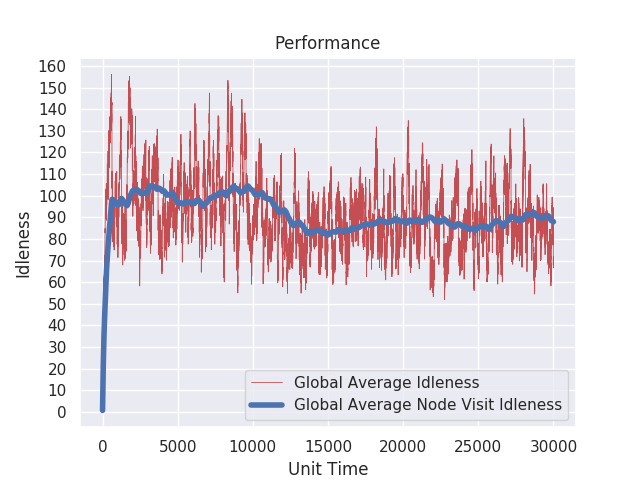 Performance
160
150
140
130
120
110
100
90
80
70
60
50
40
30
20
10
0
Idleness
Global Average Idleness
Global Average Node Visit Idleness
0 5000 10000 15000 20000 25000 30000
Unit Time